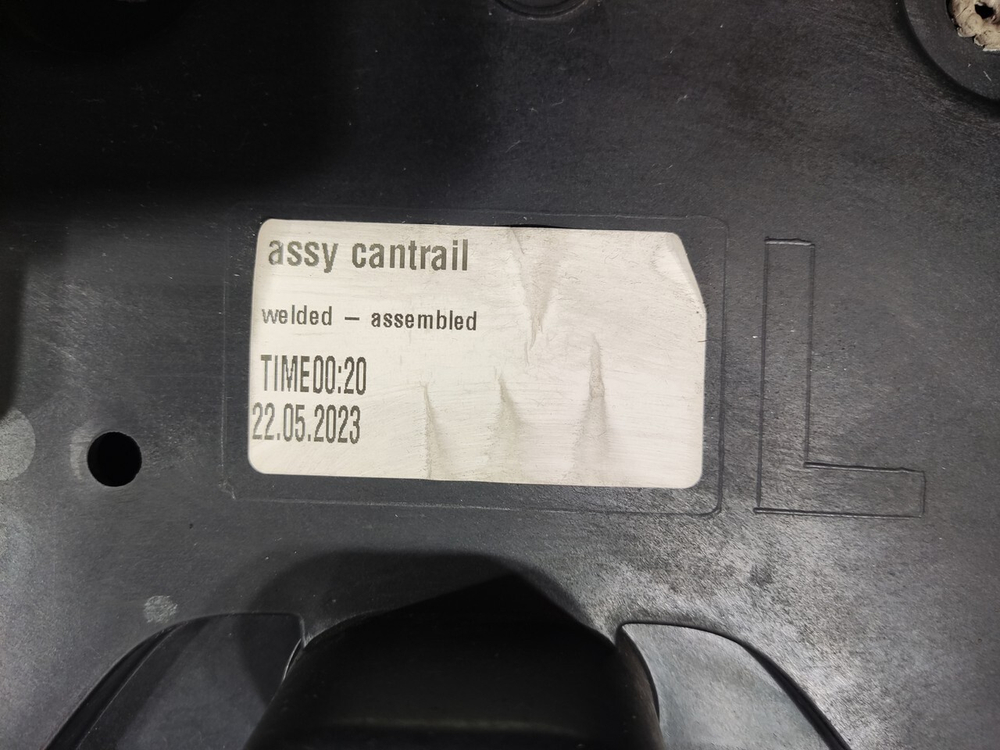 assy cantrail
welded – assembled
TIME00:20
22.05.2023
L